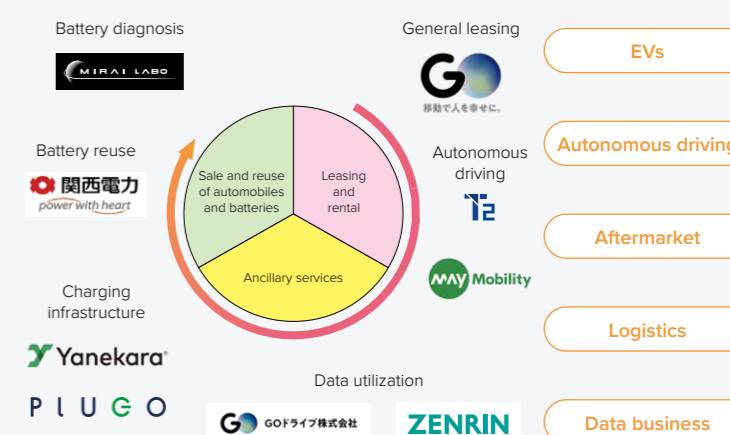 Battery diagnosis
MIRAI LABO
General leasing
GO
移動で人を幸せに。
EVs
Battery reuse
関西電力
power with heart
Sale and reuse
of automobiles
and batteries
Leasing
and
rental
Autonomous
driving
T2
Autonomous driving
Aftermarket
Ancillary services
MAY Mobility
Charging
infrastructure
Yanekara
PLUGO
Logistics
Data utilization
GO GOドライブ株式会社
ZENRIN
Data business